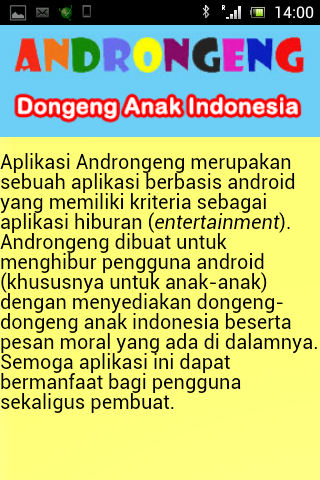 14:00
ANDRONGENG
Dongeng Anak Indonesia
Aplikasi Androngeng merupakan
sebuah aplikasi berbasis android
yang memiliki kriteria sebagai
aplikasi hiburan (entertainment).
Androngeng dibuat untuk
menghibur pengguna android
(khususnya untuk anak-anak)
dengan menyediakan dongeng-
dongeng anak indonesia beserta
pesan moral yang ada di dalamnya.
Semoga aplikasi ini dapat
bermanfaat bagi pengguna
sekaligus pembuat.